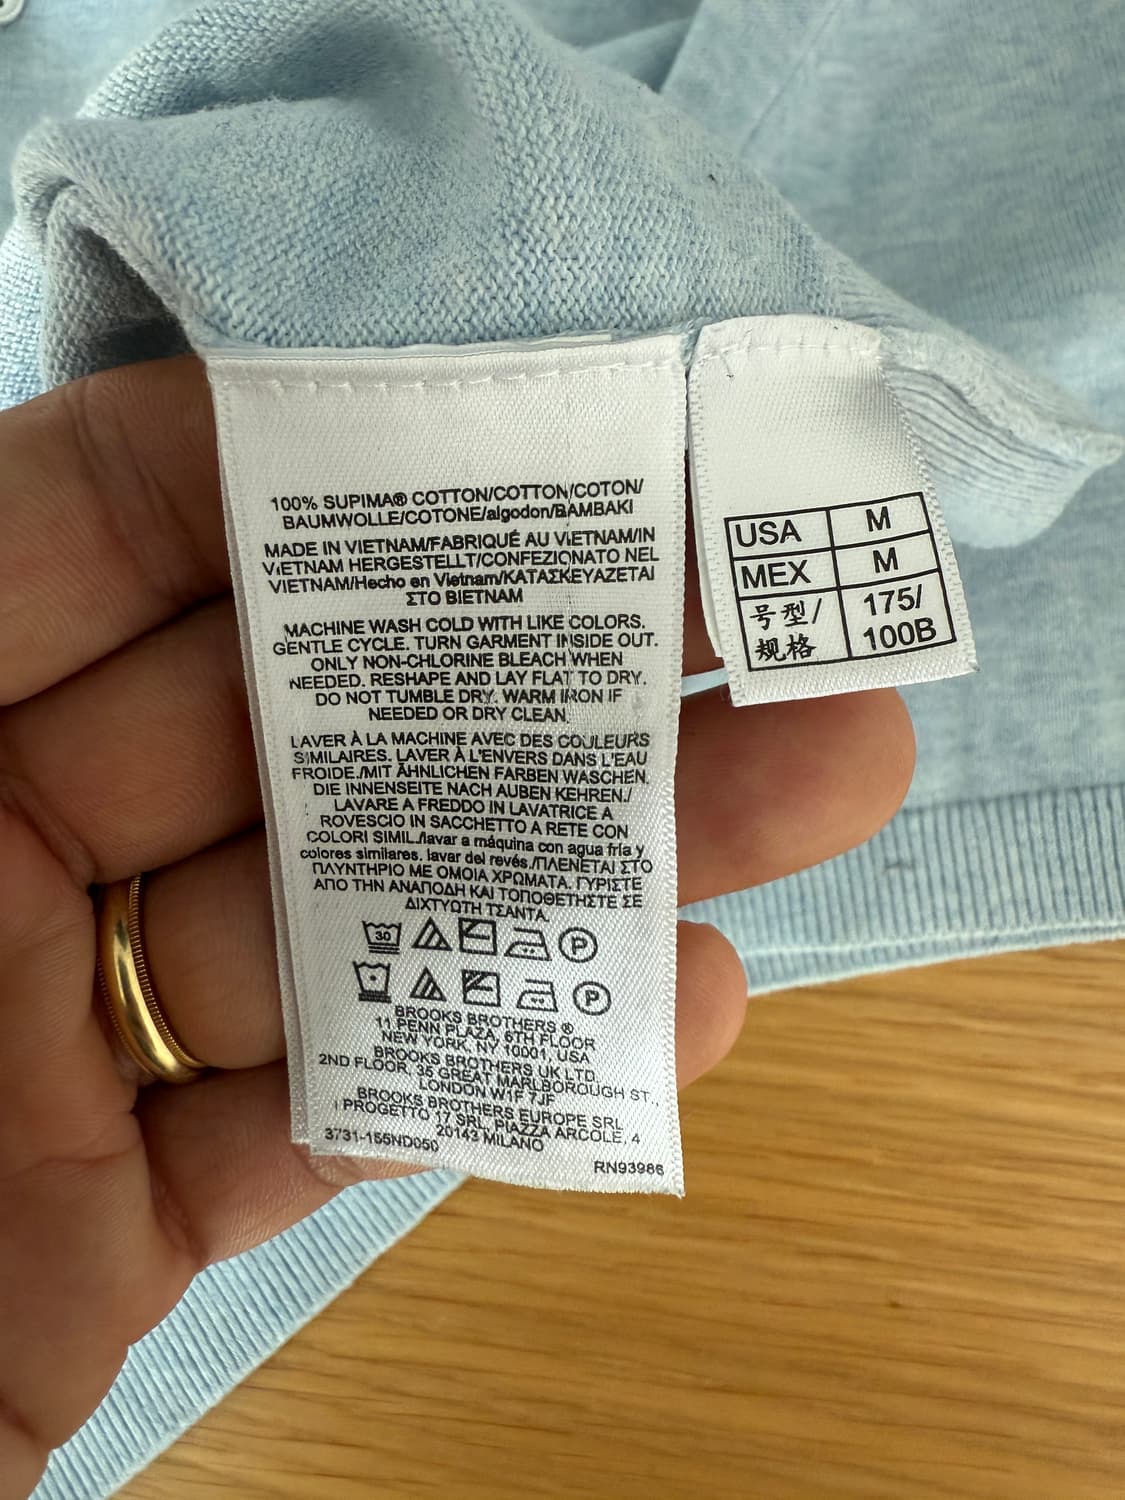 100% SUPIMA® COTTON/COTTON/COTON/
BAUMWOLLE/COTONE/algodon/BAMBAKI
MADE IN VIETNAM/FABRIQUÉ AU VIETNAM/IN
VIETNAM HERGESTELLT/CONFEZIONATO NEL
VIETNAM/Hecho en Vietnam/ΚΑΤΑΣΚΕΥΑΖΕΤΑΙ
ΣΤΟ ΒΙΕΤΝΑΜ
MACHINE WASH COLD WITH LIKE COLORS.
GENTLE CYCLE. TURN GARMENT INSIDE OUT.
ONLY NON-CHLORINE BLEACH WHEN
NEEDED. RESHAPE AND LAY FLAT TO DRY.
DO NOT TUMBLE DRY. WARM IRON IF
NEEDED OR DRY CLEAN.
LAVER À LA MACHINE AVEC DES COULEURS
SIMILAIRES. LAVER À L'ENVERS DANS L'EAU
FROIDE./MIT ÄHNLICHEN FARBEN WASCHEN.
DIE INNENSEITE NACH AUBEN KEHREN./
LAVARE A FREDDO IN LAVATRICE A
ROVESCIO IN SACCHETTO A RETE CON
COLORI SIMIL./lavar a máquina con agua fría y
colores similares. lavar del revés./ΠΛΕΝΕΤΑΙ ΣΤΟ
ΠΛΥΝΤΗΡΙΟ ΜΕ ΟΜΟΙΑ ΧΡΩΜΑΤΑ. ΓΥΡΙΣΤΕ
ΑΠΟ ΤΗΝ ΑΝΑΠΟΔΗ ΚΑΙ ΤΟΠΟΘΕΤΗΣΤΕ ΣΕ
ΔΙΧΤΥΩΤΗ ΤΣΑΝΤΑ.
30 P
P
BROOKS BROTHERS ®
11 PENN PLAZA, 6TH FLOOR
NEW YORK, NY 10001, USA
BROOKS BROTHERS UK LTD.
2ND FLOOR, 35 GREAT MARLBOROUGH ST.,
LONDON W1F 7JF
BROOKS BROTHERS EUROPE SRL
PROGETTO 17 SRL, PIAZZA ARCOLE, 4
20143 MILANO
3731-155ND050
RN93986
USA M
MEX M
号型/ 175/
规格 100B